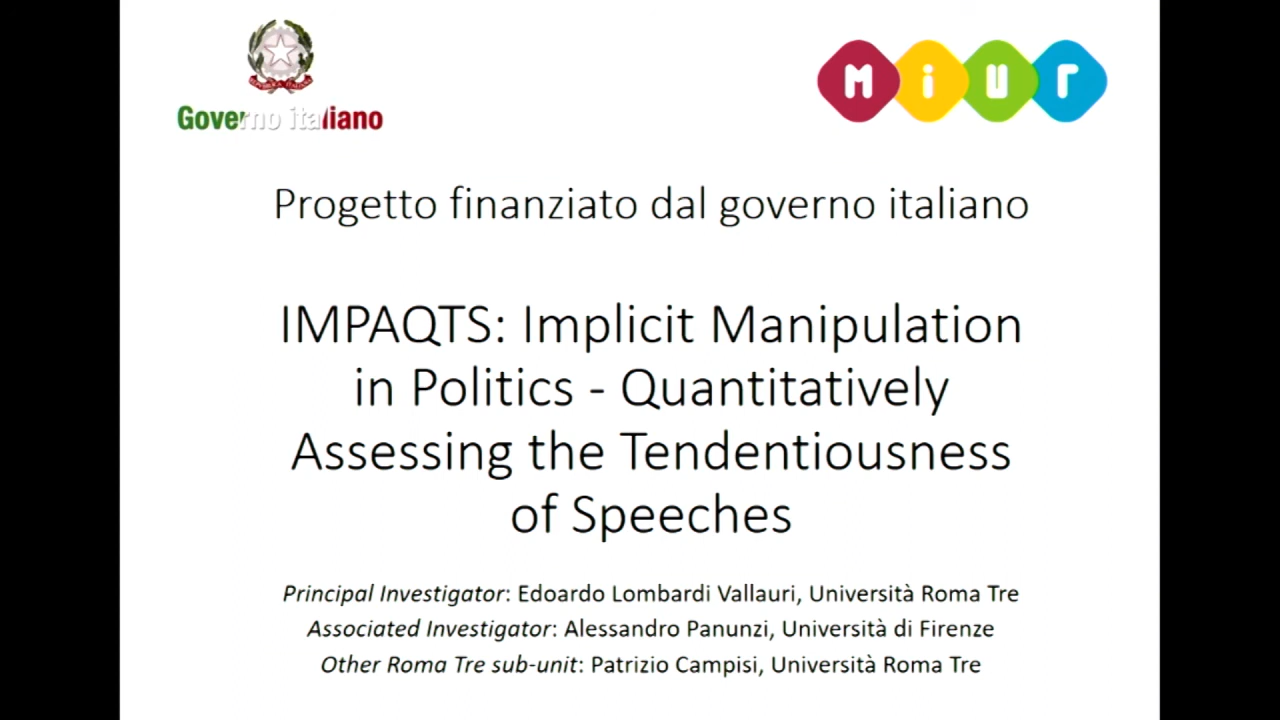 REPVBBLICA ITALIANA
Governo italiano
MiUr
Progetto finanziato dal governo italiano
IMPAQTS: Implicit Manipulation
in Politics - Quantitatively
Assessing the Tendentiousness
of Speeches
Principal Investigator: Edoardo Lombardi Vallauri, Università Roma Tre
Associated Investigator: Alessandro Panunzi, Università di Firenze
Other Roma Tre sub-unit: Patrizio Campisi, Università Roma Tre